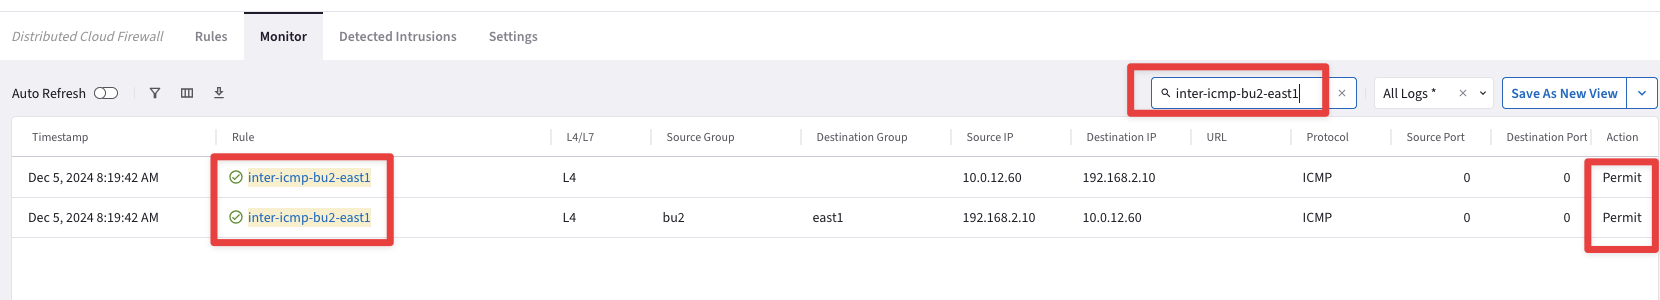 Distributed Cloud Firewall Rules Monitor Detected Intrusions Settings
Auto Refresh inter-icmp-bu2-east1 All Logs * Save As New View
Timestamp Rule L4/L7 Source Group Destination Group Source IP Destination IP URL Protocol Source Port Destination Port Action
Dec 5, 2024 8:19:42 AM inter-icmp-bu2-east1 L4 10.0.12.60 192.168.2.10 ICMP 0 0 Permit
Dec 5, 2024 8:19:42 AM inter-icmp-bu2-east1 L4 bu2 east1 192.168.2.10 10.0.12.60 ICMP 0 0 Permit